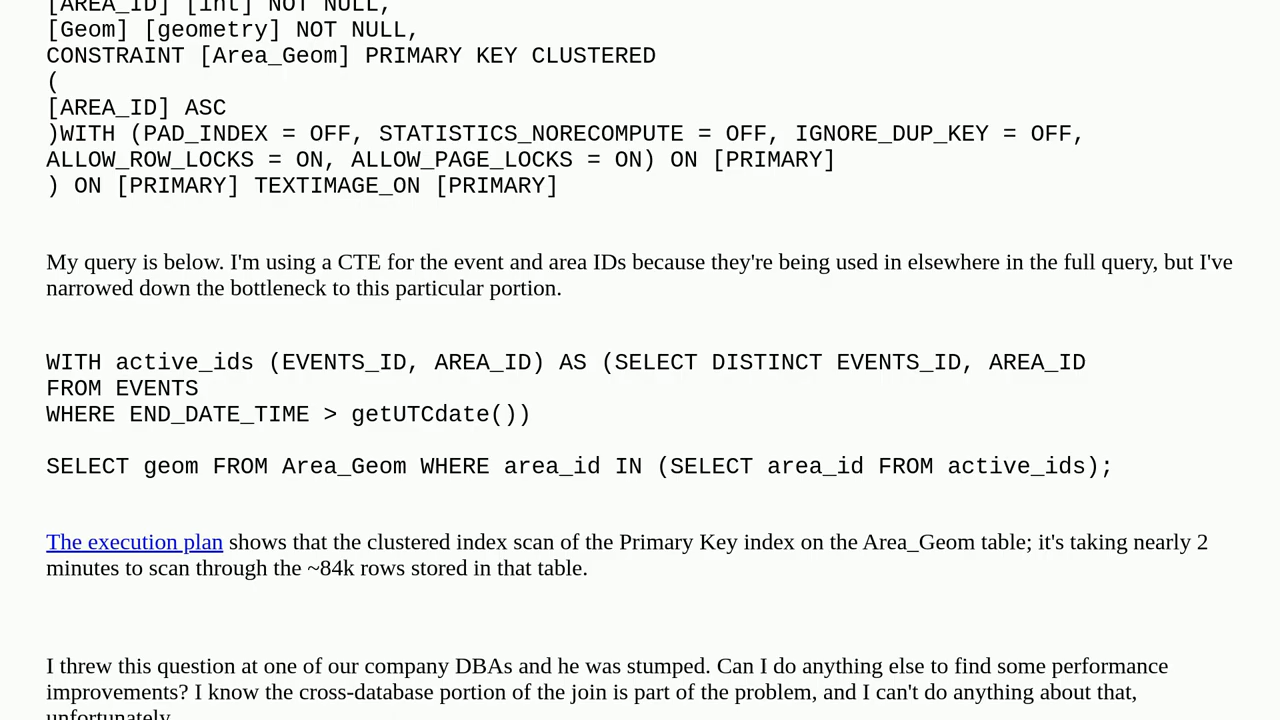 [AREA_ID] [int] NOT NULL,
[Geom] [geometry] NOT NULL,
CONSTRAINT [Area_Geom] PRIMARY KEY CLUSTERED
(
[AREA_ID] ASC
)WITH (PAD_INDEX = OFF, STATISTICS_NORECOMPUTE = OFF, IGNORE_DUP_KEY = OFF,
ALLOW_ROW_LOCKS = ON, ALLOW_PAGE_LOCKS = ON) ON [PRIMARY]
) ON [PRIMARY] TEXTIMAGE_ON [PRIMARY]
My query is below. I'm using a CTE for the event and area IDs because they're being used in elsewhere in the full query, but I've
narrowed down the bottleneck to this particular portion.
WITH active_ids (EVENTS_ID, AREA_ID) AS (SELECT DISTINCT EVENTS_ID, AREA_ID
FROM EVENTS
WHERE END_DATE_TIME > getUTCdate())
SELECT geom FROM Area_Geom WHERE area_id IN (SELECT area_id FROM active_ids);
The execution plan shows that the clustered index scan of the Primary Key index on the Area_Geom table; it's taking nearly 2
minutes to scan through the ~84k rows stored in that table.
I threw this question at one of our company DBAs and he was stumped. Can I do anything else to find some performance
improvements? I know the cross-database portion of the join is part of the problem, and I can't do anything about that,
unfortunately.